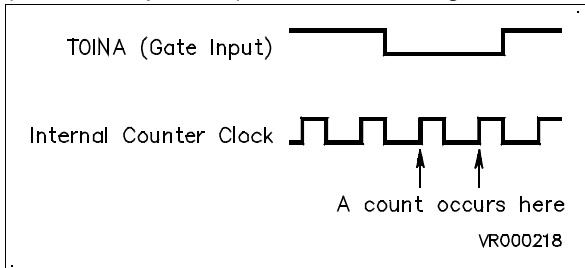 T0INA (Gate Input)
Internal Counter Clock
A count occurs here
VR000218